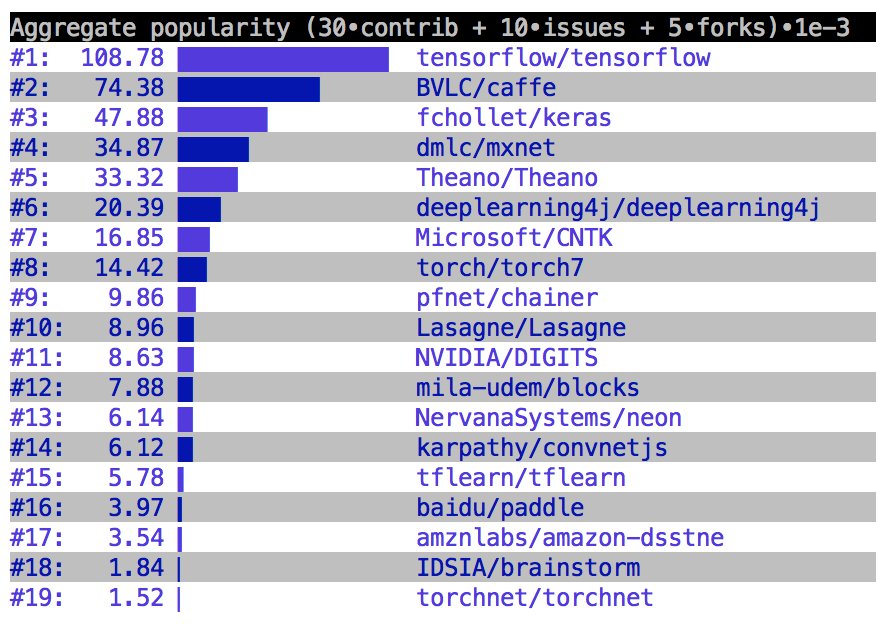 Aggregate popularity (30•contrib + 10•issues + 5•forks)•1e-3
#1: 108.78 tensorflow/tensorflow
#2: 74.38 BVLC/caffe
#3: 47.88 fchollet/keras
#4: 34.87 dmlc/mxnet
#5: 33.32 Theano/Theano
#6: 20.39 deeplearning4j/deeplearning4j
#7: 16.85 Microsoft/CNTK
#8: 14.42 torch/torch7
#9: 9.86 pfnet/chainer
#10: 8.96 Lasagne/Lasagne
#11: 8.63 NVIDIA/DIGITS
#12: 7.88 mila-udem/blocks
#13: 6.14 NervanaSystems/neon
#14: 6.12 karpathy/convnetjs
#15: 5.78 tflearn/tflearn
#16: 3.97 baidu/paddle
#17: 3.54 amznlabs/amazon-dsstne
#18: 1.84 IDSIA/brainstorm
#19: 1.52 torchnet/torchnet